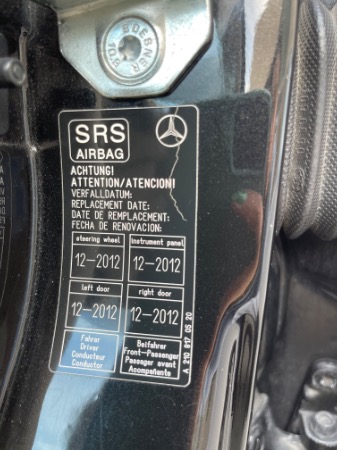 BOESNER
SRS
AIRBAG
ACHTUNG!
ATTENTION/ATENCION!
VERFALLDATUM:
REPLACEMENT DATE:
DATE DE REMPLACEMENT:
FECHA DE RENOVACION:
steering wheel
instrument panel
12-2012
12-2012
left door
right door
12-2012
12-2012
Fahrer
Driver
Conducteur
Conductor
Beifahrer
Front-Passenger
Passager avant
Acompañante
A 210 817 05 20